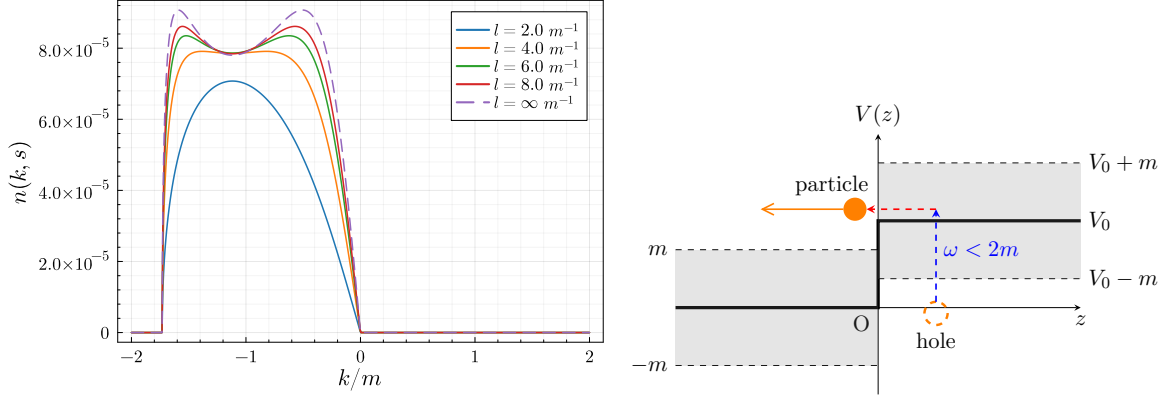 l = 2.0 m⁻¹
l = 4.0 m⁻¹
l = 6.0 m⁻¹
l = 8.0 m⁻¹
l = ∞ m⁻¹
8.0×10⁻⁵
6.0×10⁻⁵
4.0×10⁻⁵
2.0×10⁻⁵
0
n(k, s)
−2
−1
0
1
2
k/m
V(z)
V₀ + m
particle
V₀
m
ω < 2m
V₀ − m
O
z
hole
−m